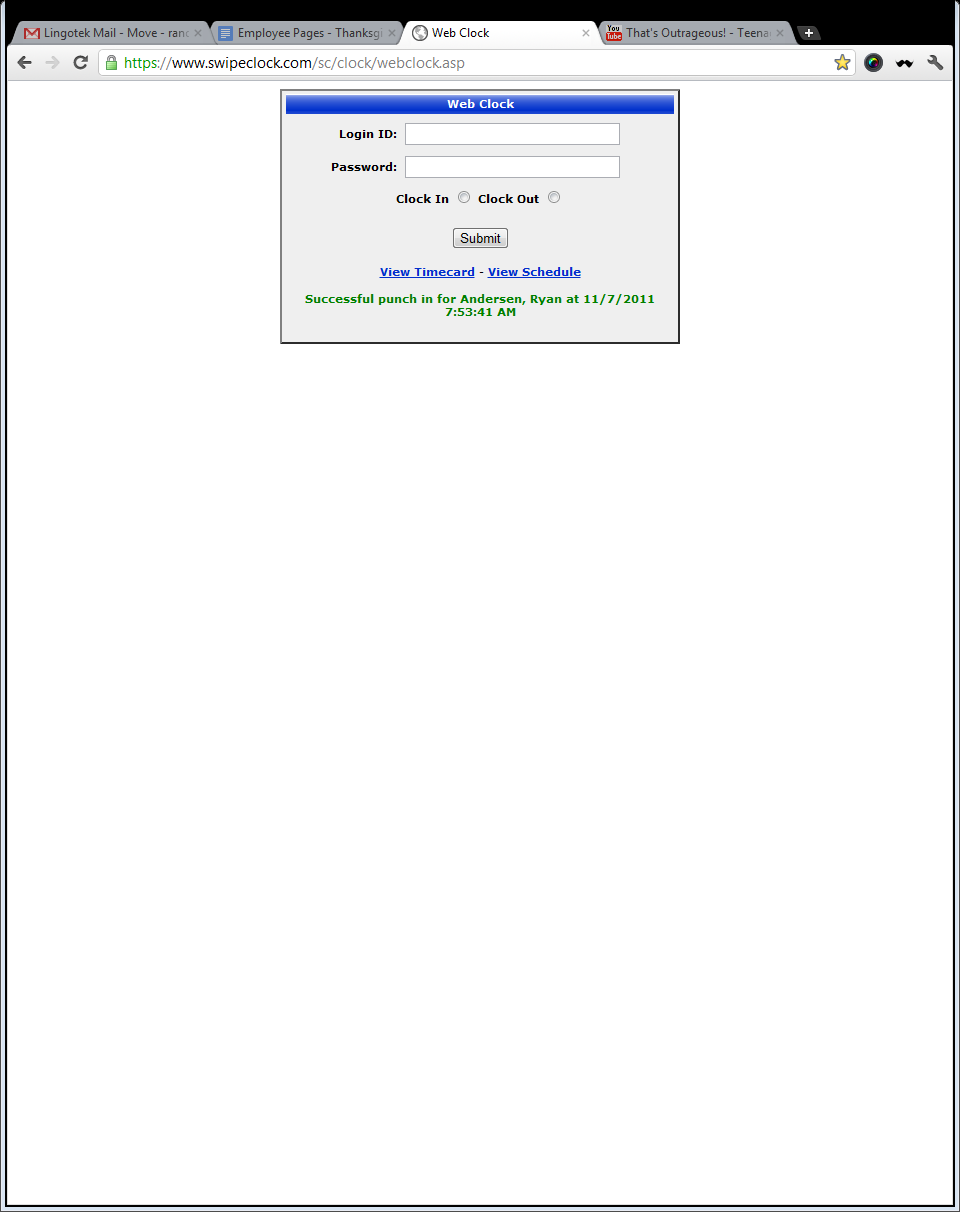 Lingotek Mail - Move - ranc
Employee Pages - Thanksgi
Web Clock
You Tube
That's Outrageous! - Teena
https://www.swipeclock.com/sc/clock/webclock.asp
Web Clock
Login ID:
Password:
Clock In Clock Out
Submit
View Timecard - View Schedule
Successful punch in for Andersen, Ryan at 11/7/2011
7:53:41 AM